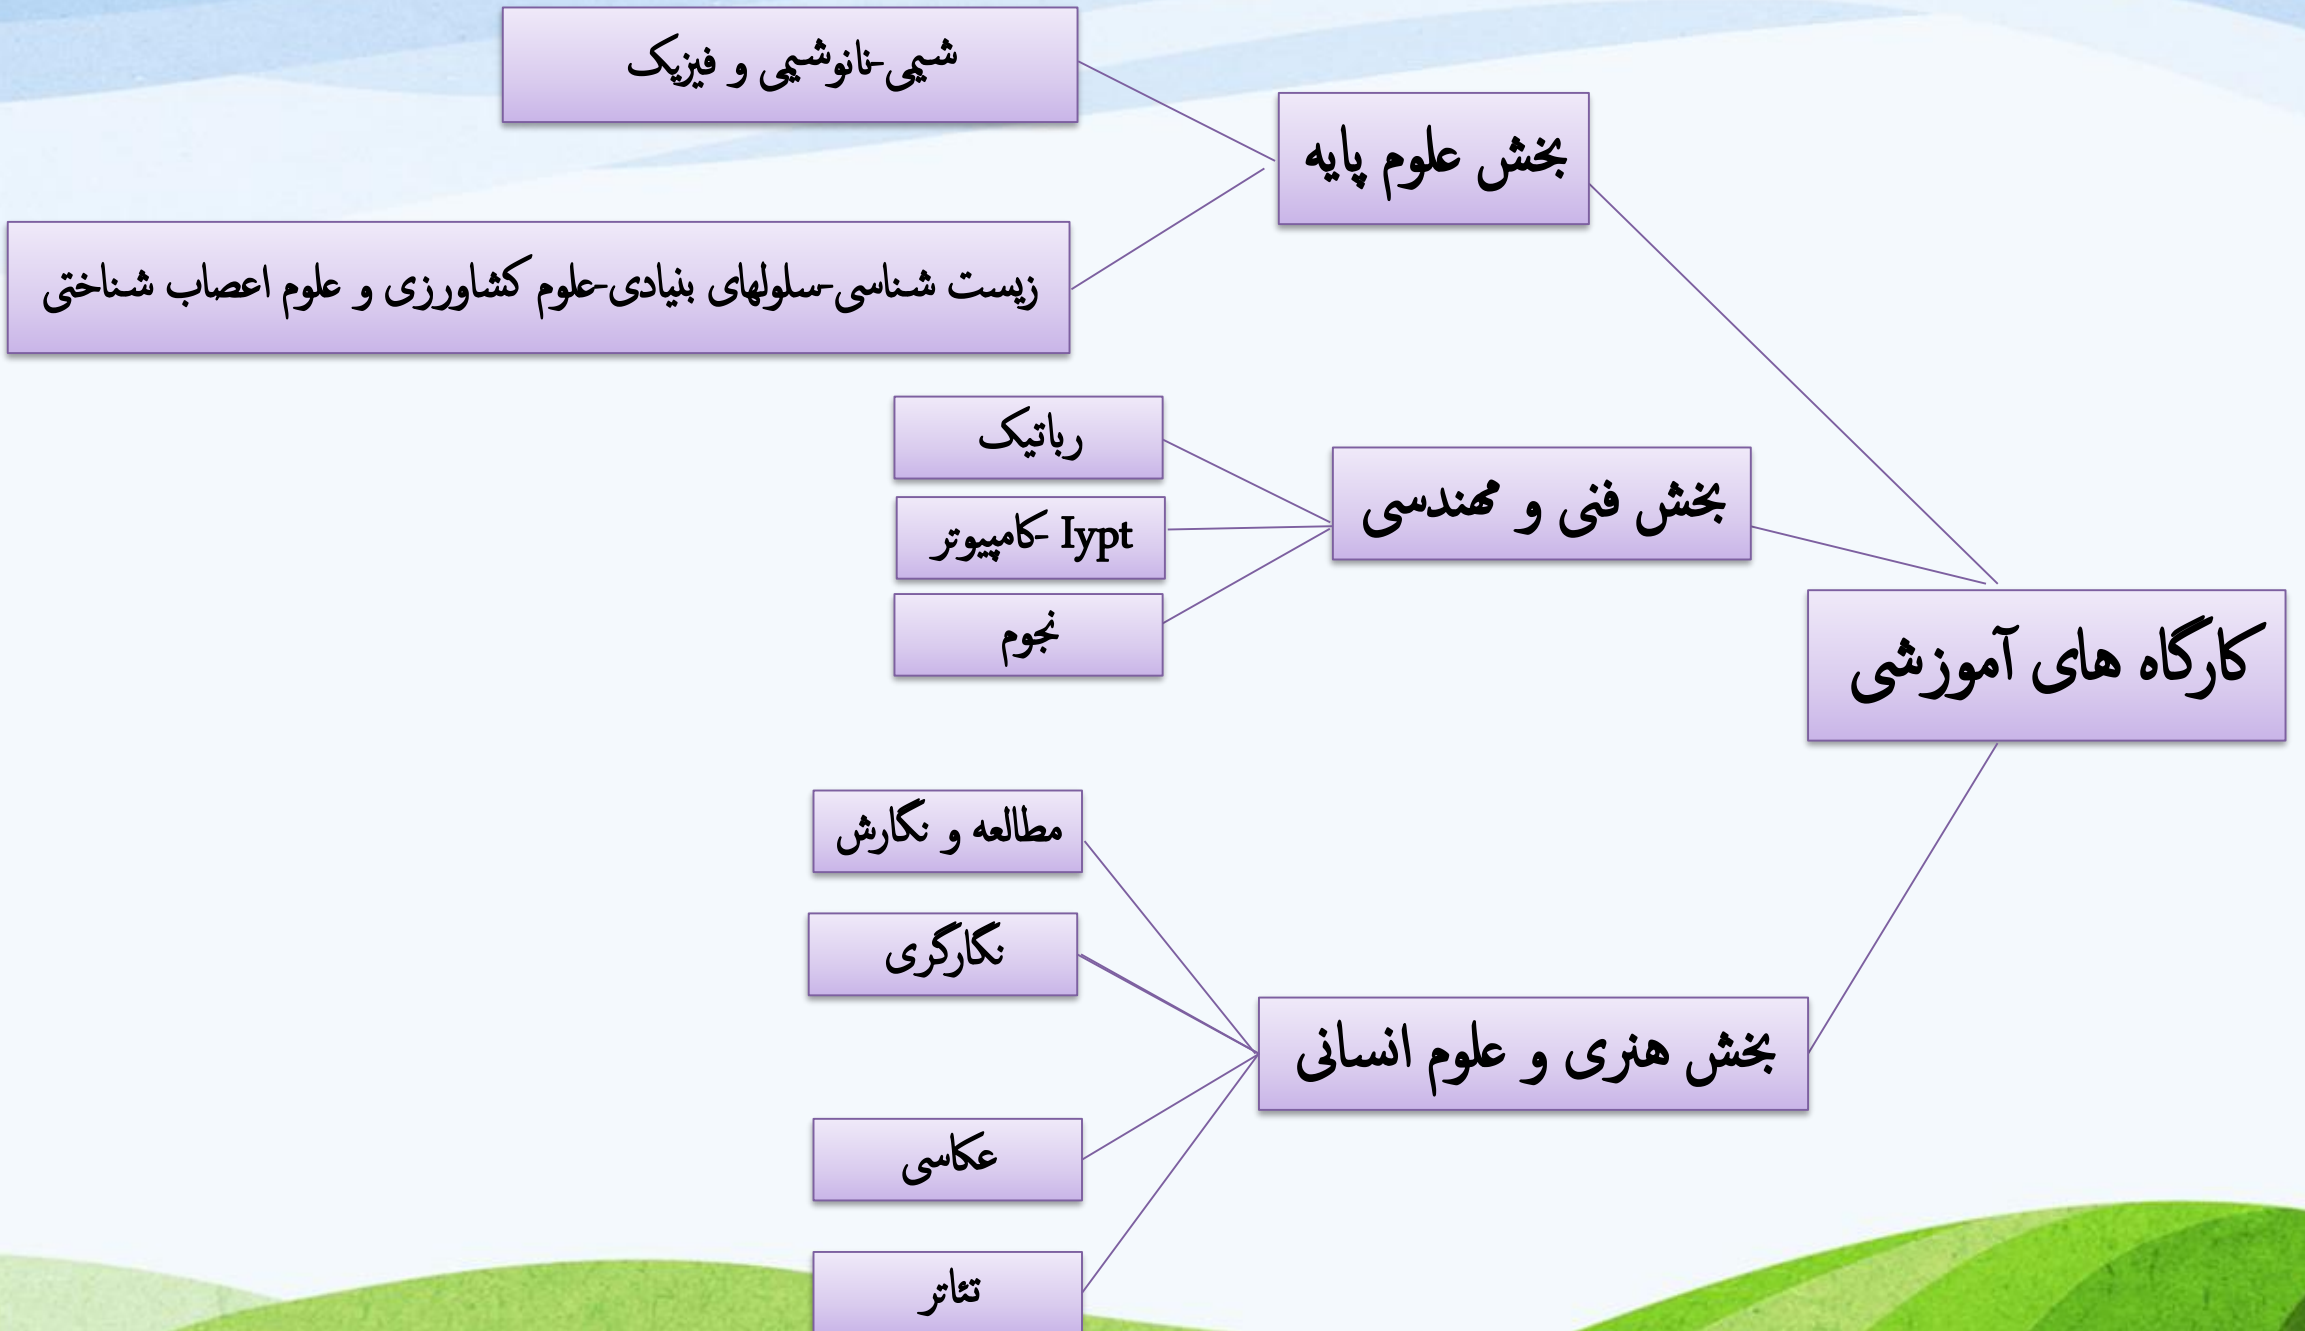 کارگاه های آموزشی
بخش علوم پایه
شیمی-نانوشیمی و فیزیک
زیست شناسی-سلولهای بنیادی-علوم کشاورزی و علوم اعصاب شناختی
بخش فنی و مهندسی
رباتیک
Iypt -کامپیوتر
نجوم
بخش هنری و علوم انسانی
مطالعه و نگارش
نگارگری
عکاسی
تئاتر